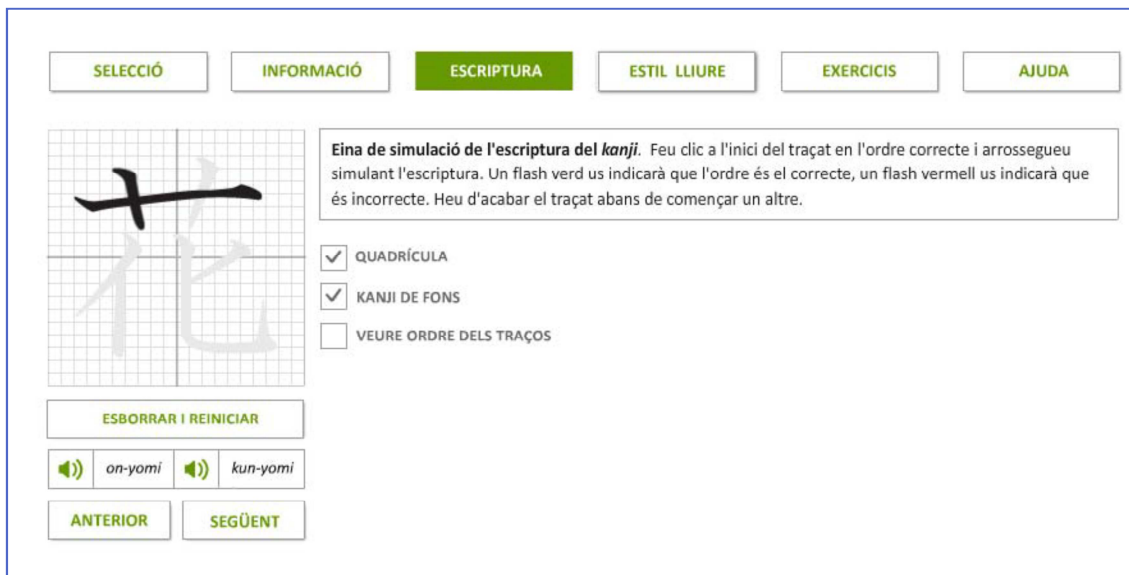 SELECCIÓ
INFORMACIÓ
ESCRIPTURA
ESTIL LLIURE
EXERCICIS
AJUDA
花
Eina de simulació de l'escriptura del kanji. Feu clic a l'inici del traçat en l'ordre correcte i arrossegueu
simulant l'escriptura. Un flash verd us indicarà que l'ordre és el correcte, un flash vermell us indicarà que
és incorrecte. Heu d'acabar el traçat abans de començar un altre.
QUADRÍCULA
KANJI DE FONS
VEURE ORDRE DELS TRAÇOS
ESBORRAR I REINICIAR
on-yomi
kun-yomi
ANTERIOR
SEGÜENT